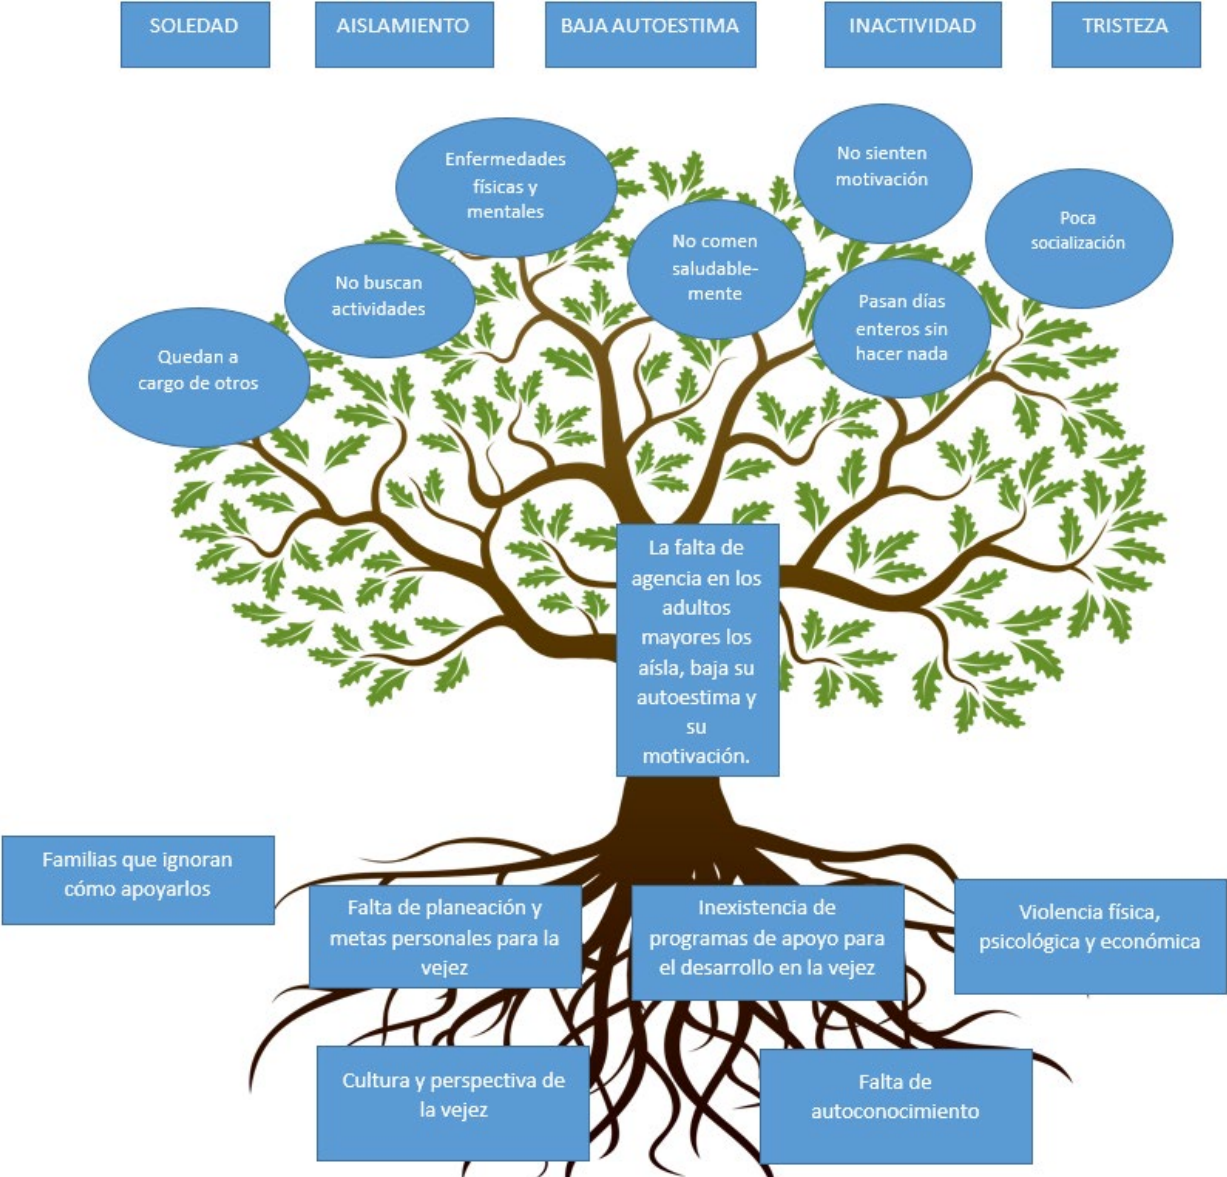 SOLEDAD
AISLAMIENTO
BAJA AUTOESTIMA
INACTIVIDAD
TRISTEZA
Enfermedades
físicas y
mentales
No sienten
motivación
Poca
socialización
No comen
saludable-
mente
No buscan
actividades
Pasan días
enteros sin
hacer nada
Quedan a
cargo de otros
La falta de
agencia en los
adultos
mayores los
aísla, baja su
autoestima y
su
motivación.
Familias que ignoran
cómo apoyarlos
Falta de planeación y
metas personales para la
vejez
Inexistencia de
programas de apoyo para
el desarrollo en la vejez
Violencia física,
psicológica y económica
Cultura y perspectiva de
la vejez
Falta de
autoconocimiento